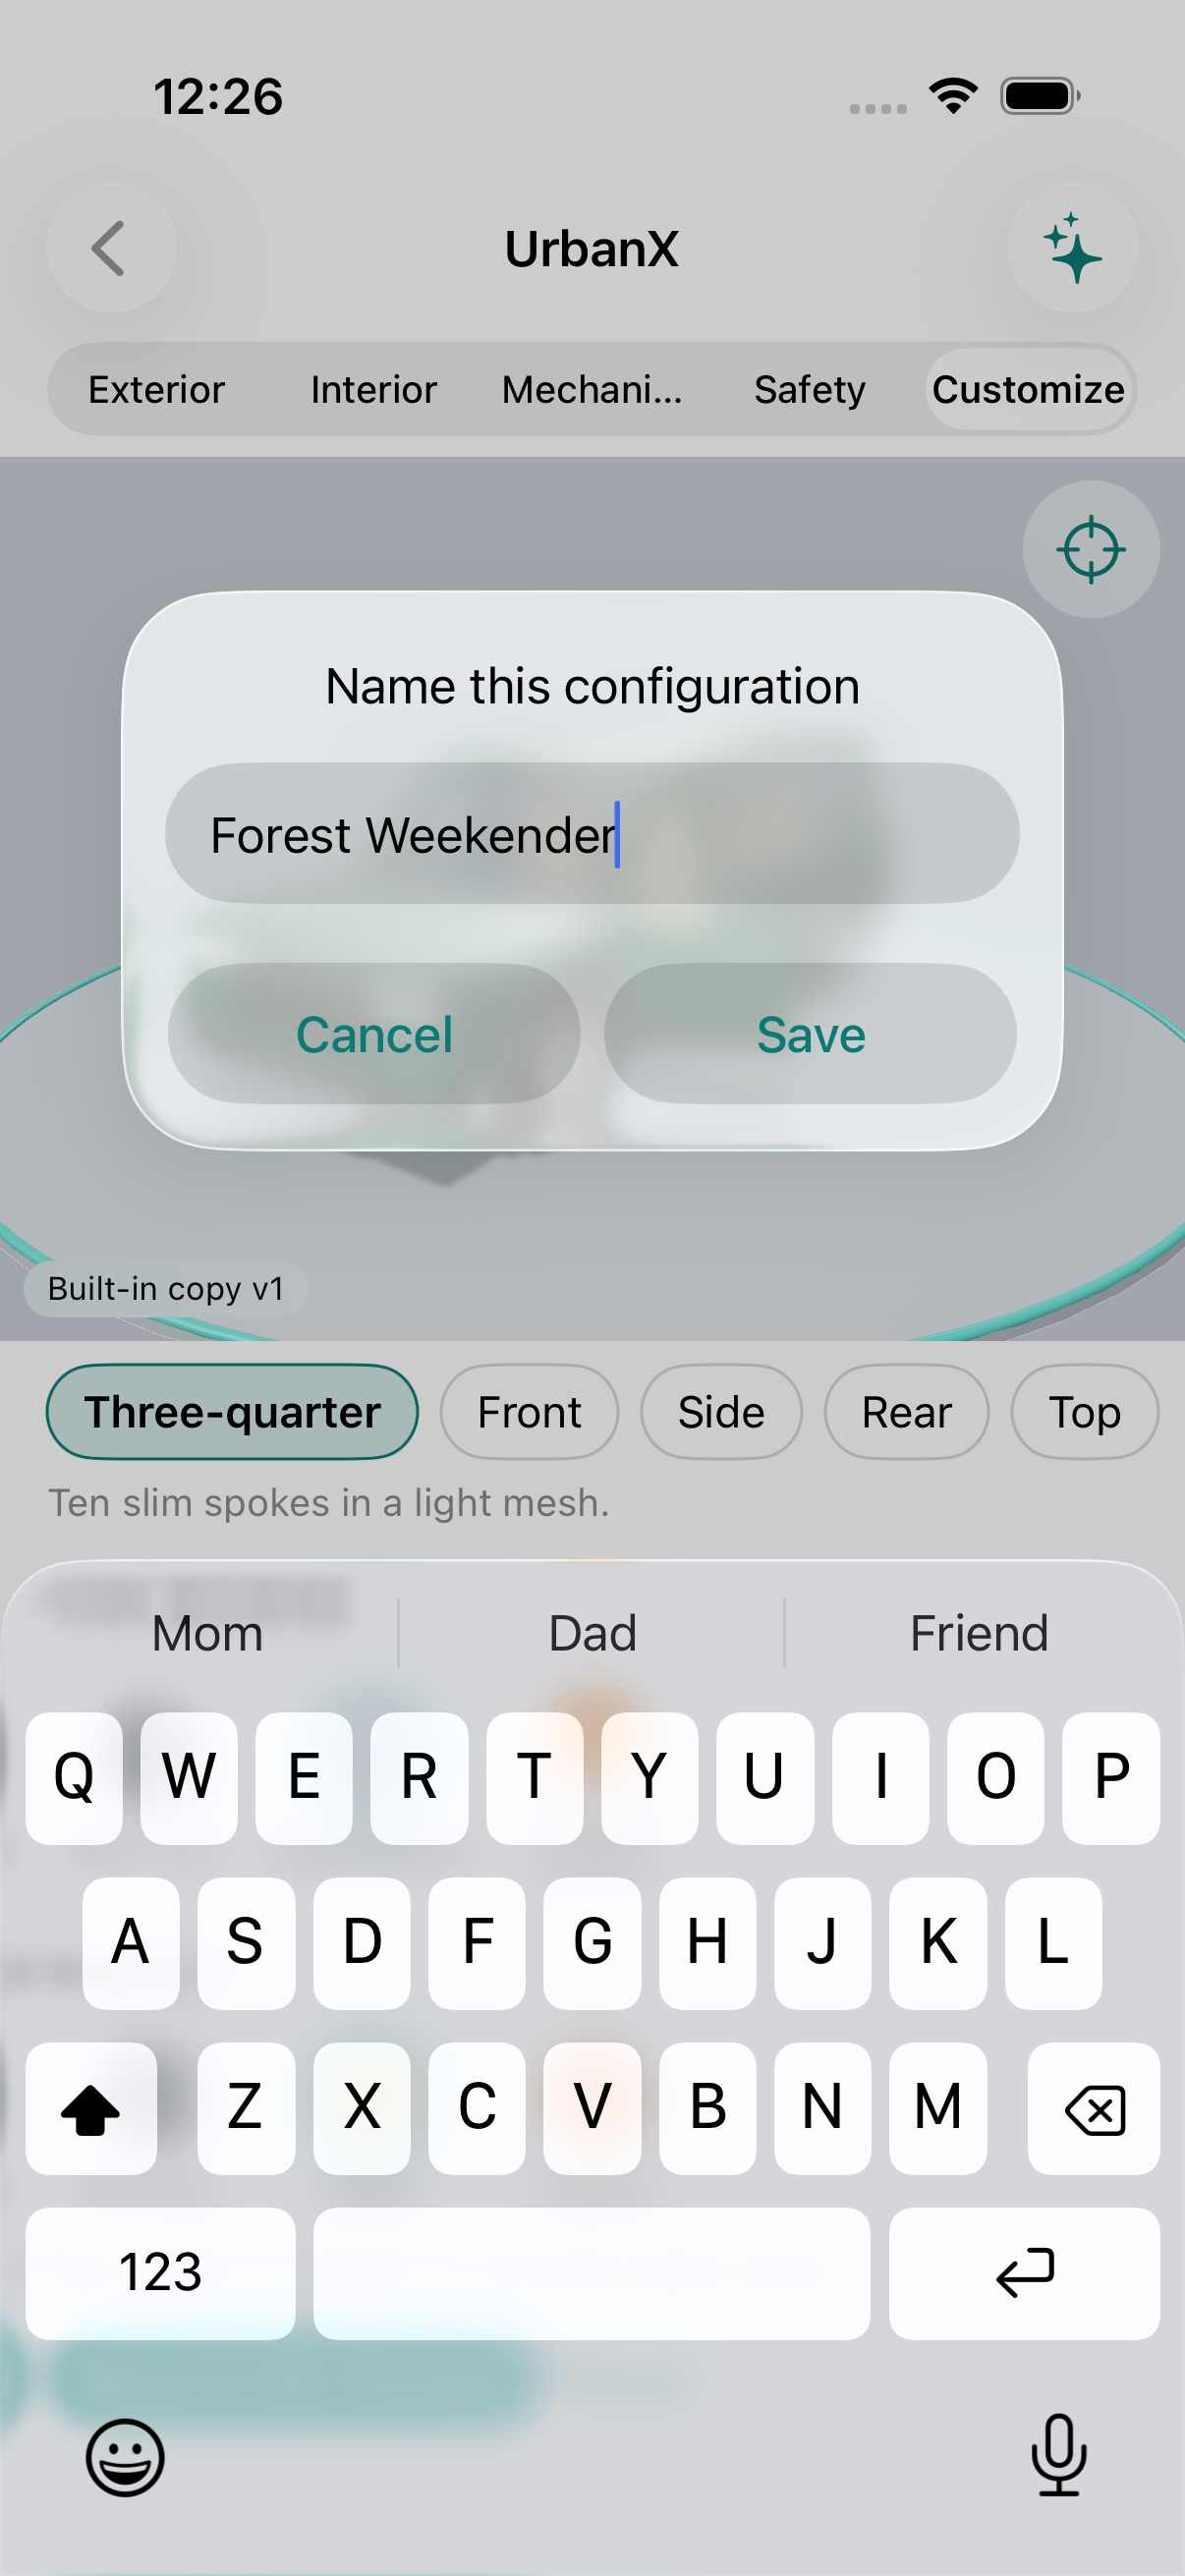 12:26
UrbanX
Exterior Interior Mechani... Safety Customize
Name this configuration
Forest Weekender
Cancel Save
Built-in copy v1
Three-quarter Front Side Rear Top
Ten slim spokes in a light mesh.
Mom Dad Friend
Q W E R T Y U I O P
A S D F G H J K L
Z X C V B N M
123